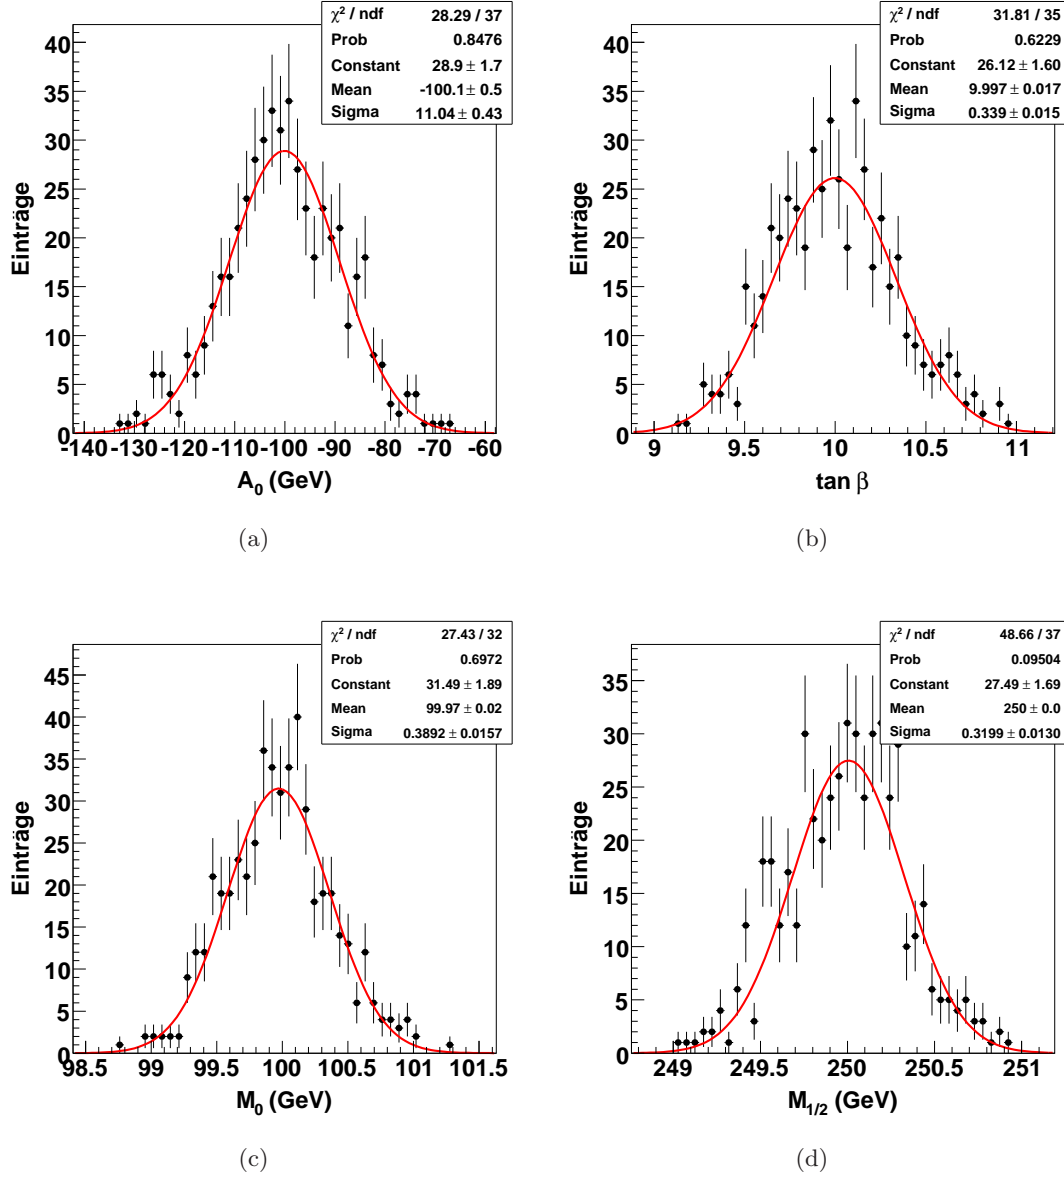 χ² / ndf 28.29 / 37
Prob 0.8476
Constant 28.9 ± 1.7
Mean -100.1 ± 0.5
Sigma 11.04 ± 0.43
40
35
30
25
20
15
10
5
0
Einträge
-140 -120 -110 -100 -90 -80 -70 -60
A₀ (GeV)
(a)
χ² / ndf 31.81 / 35
Prob 0.6229
Constant 26.12 ± 1.60
Mean 9.997 ± 0.017
Sigma 0.339 ± 0.015
40
35
30
25
20
15
10
5
0
Einträge
9 9.5 10 10.5 11
tan β
(b)
χ² / ndf 27.43 / 32
Prob 0.6972
Constant 31.49 ± 1.89
Mean 99.97 ± 0.02
Sigma 0.3892 ± 0.0157
45
40
35
30
25
20
15
10
5
0
Einträge
98.5 99 99.5 100 100.5 101 101.5
M₀ (GeV)
(c)
χ² / ndf 48.66 / 37
Prob 0.09504
Constant 27.49 ± 1.69
Mean 250 ± 0.0
Sigma 0.3199 ± 0.0130
35
30
25
20
15
10
5
0
Einträge
249 249.5 250 250.5 251
M₁/₂ (GeV)
(d)